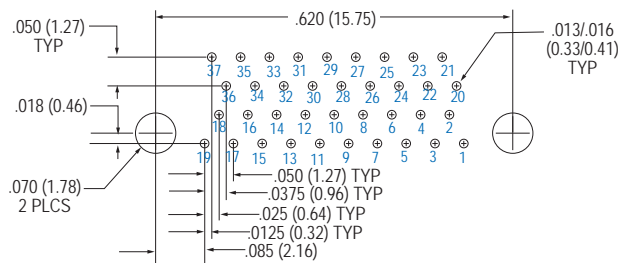 .620 (15.75)
.050 (1.27)
TYP
.013/.016
(0.33/0.41)
TYP
37 35 33 31 29 27 25 23 21
36 34 32 30 28 26 24 22 20
.018 (0.46)
18 16 14 12 10 8 6 4 2
19 17 15 13 11 9 7 5 3 1
.070 (1.78)
2 PLCS
.050 (1.27) TYP
.0375 (0.96) TYP
.025 (0.64) TYP
.0125 (0.32) TYP
.085 (2.16)